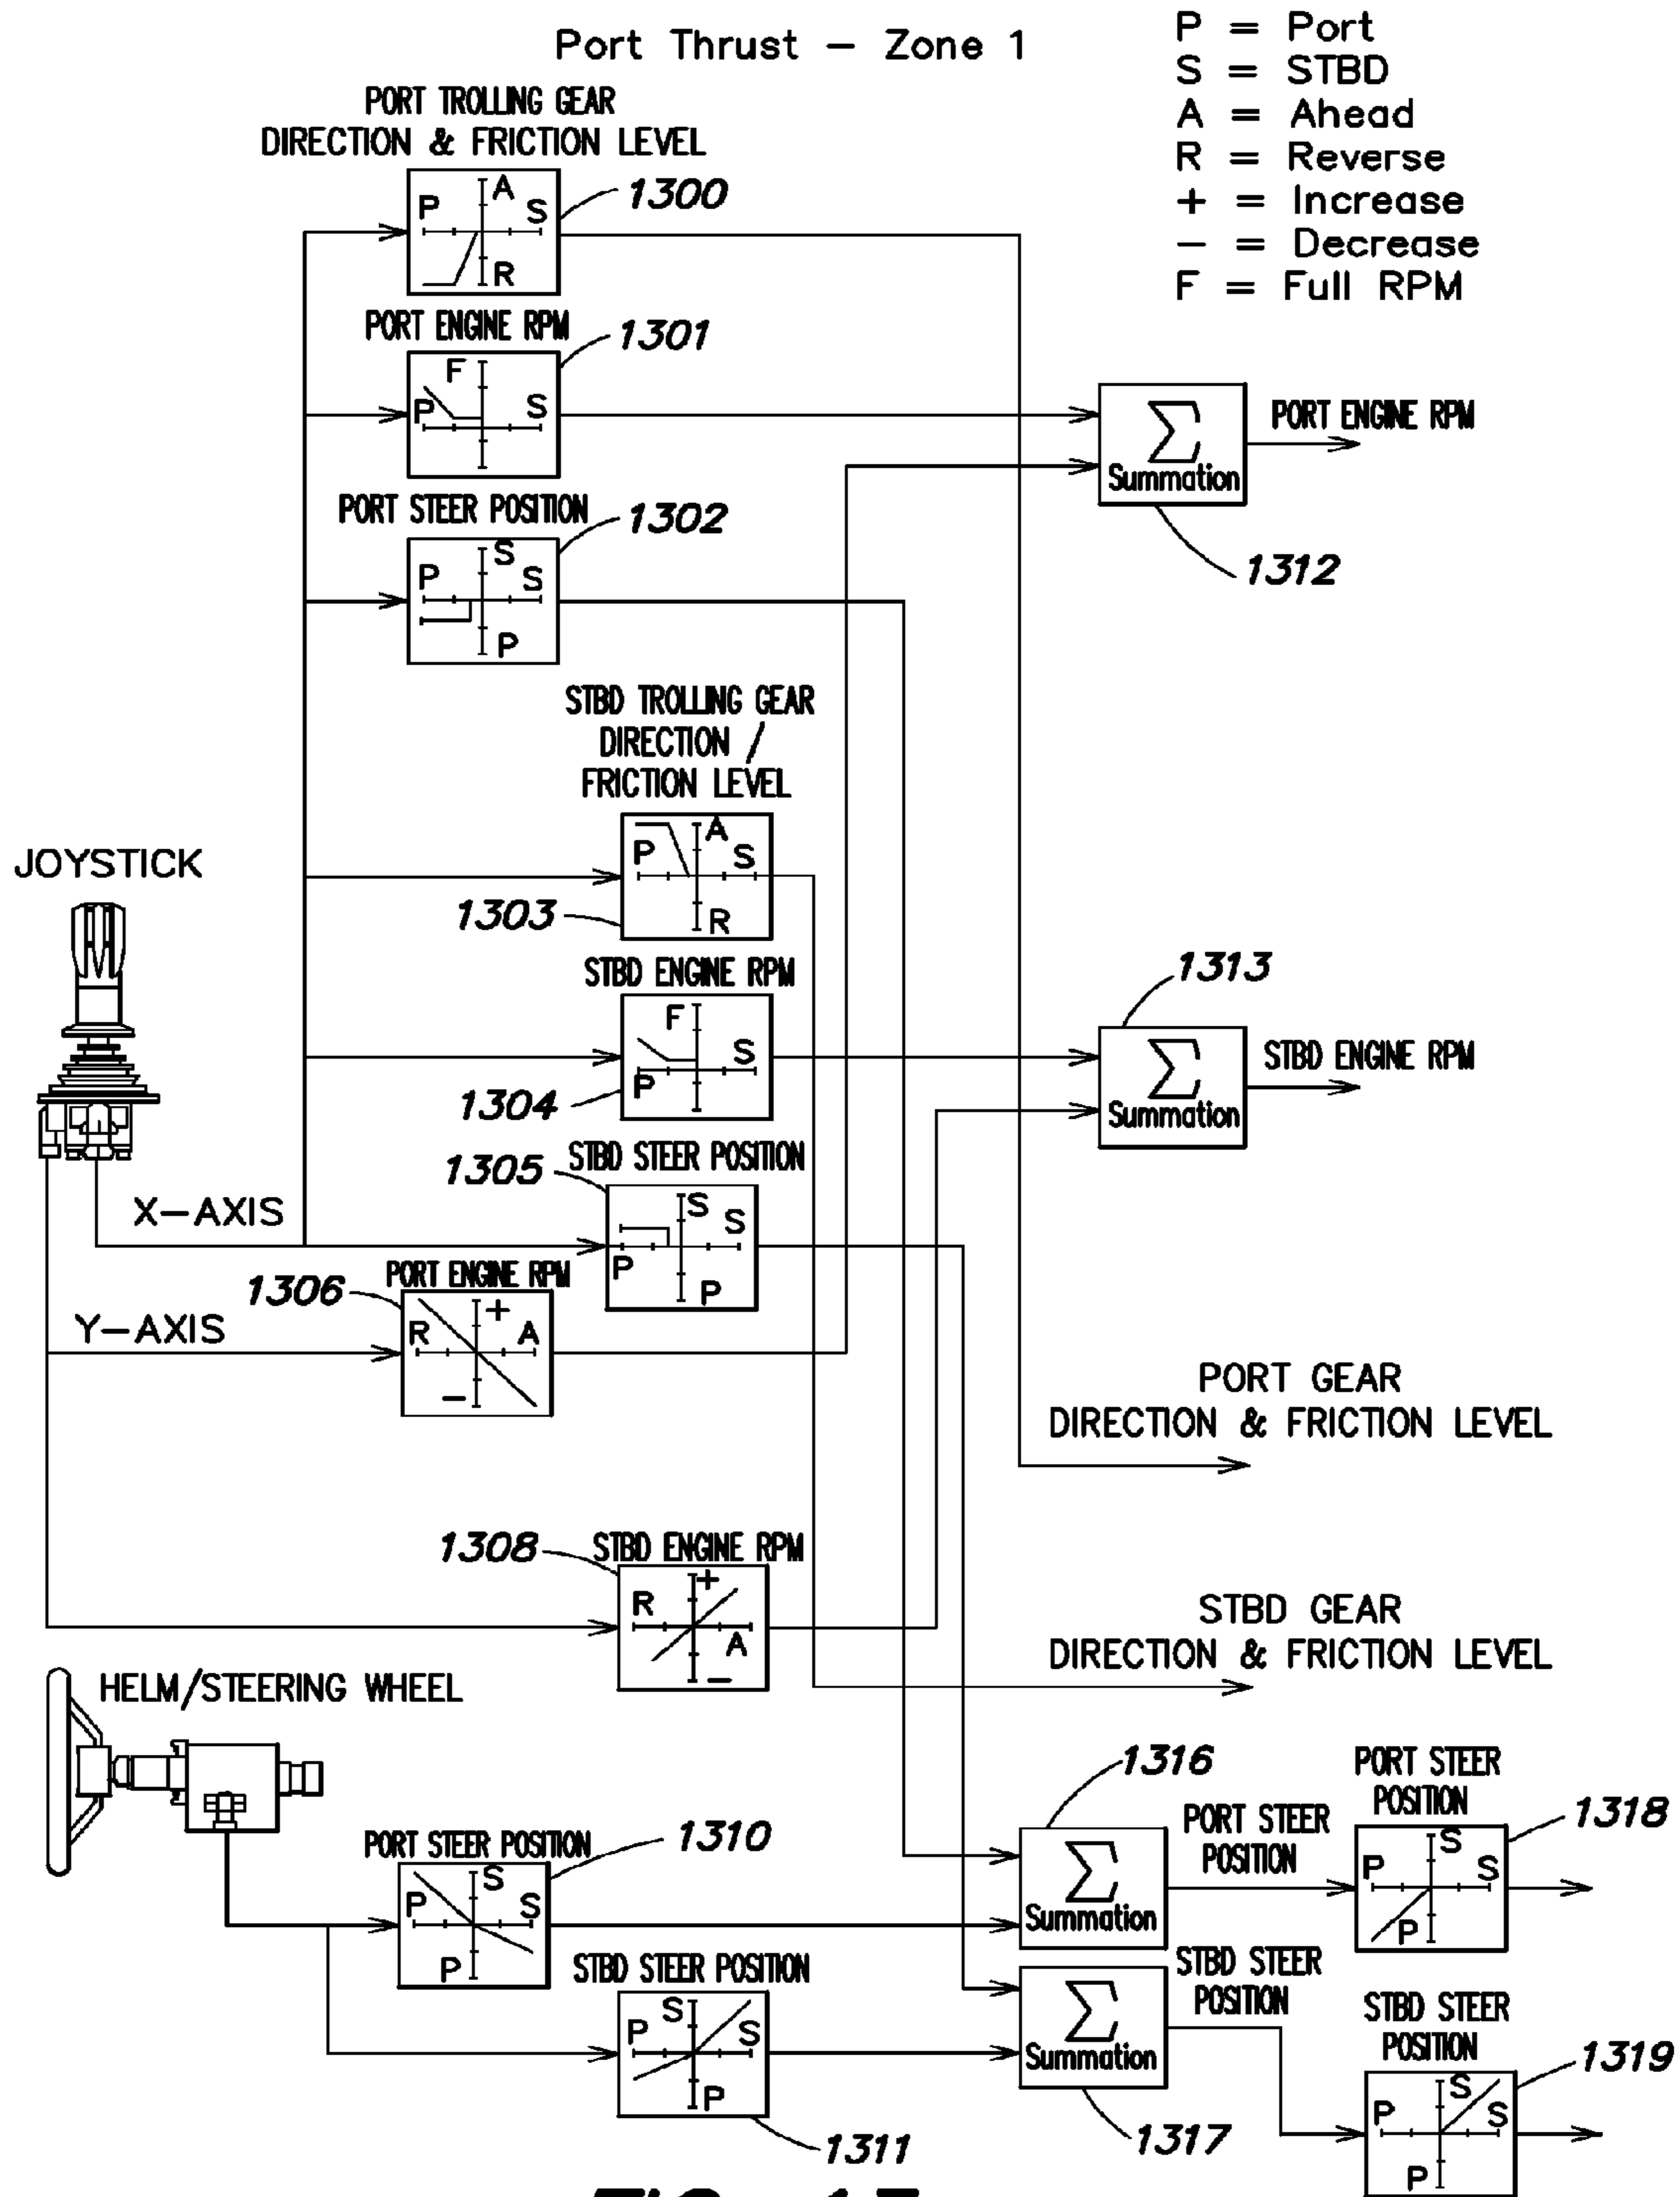 Port Thrust – Zone 1
P = Port
S = STBD
A = Ahead
R = Reverse
+ = Increase
– = Decrease
F = Full RPM
PORT TROLLING GEAR
DIRECTION & FRICTION LEVEL
P A S R
1300
PORT ENGINE RPM
1301
P F S
Σ
Summation
PORT ENGINE RPM
1312
PORT STEER POSITION
1302
P S S P
STBD TROLLING GEAR
DIRECTION /
FRICTION LEVEL
P A S R
1303
JOYSTICK
STBD ENGINE RPM
F S P
1304
1313
Σ
Summation
STBD ENGINE RPM
1305
STBD STEER POSITION
S S P P
X–AXIS
1306
PORT ENGINE RPM
R + A –
Y–AXIS
PORT GEAR
DIRECTION & FRICTION LEVEL
1308
STBD ENGINE RPM
R + A –
STBD GEAR
DIRECTION & FRICTION LEVEL
HELM/STEERING WHEEL
PORT STEER POSITION
1310
P S S P
1316
Σ
Summation
PORT STEER
POSITION
PORT STEER
POSITION
1318
P S S P
STBD STEER POSITION
P S S P
1311
Σ
Summation
1317
STBD STEER
POSITION
STBD STEER
POSITION
1319
P S S P